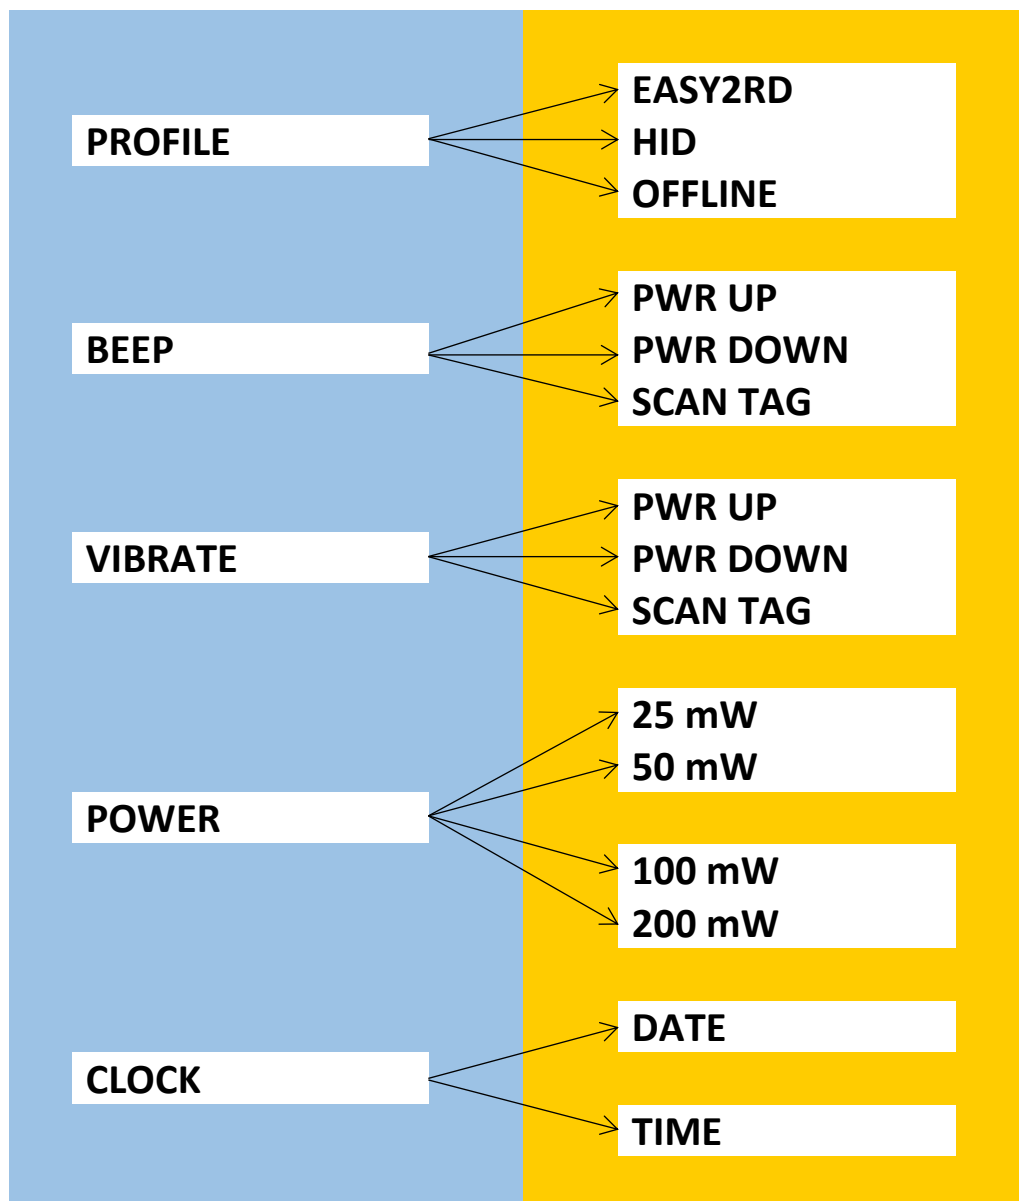 PROFILE
EASY2RD
HID
OFFLINE
BEEP
PWR UP
PWR DOWN
SCAN TAG
VIBRATE
PWR UP
PWR DOWN
SCAN TAG
POWER
25 mW
50 mW
100 mW
200 mW
CLOCK
DATE
TIME